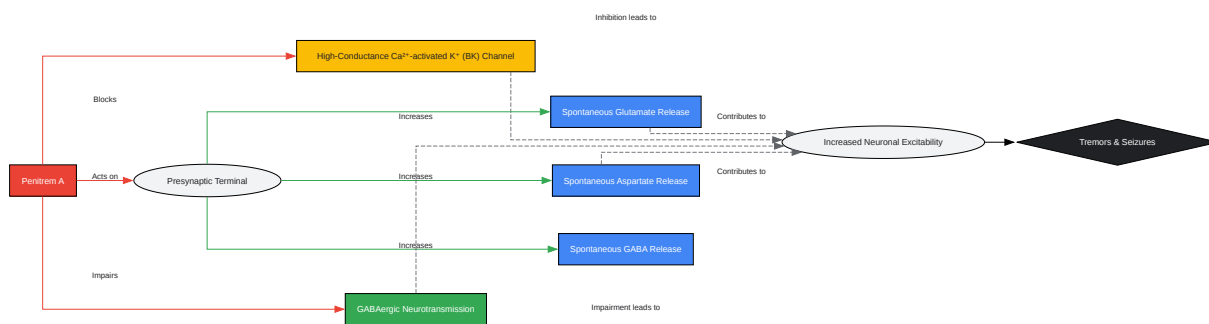 Inhibition leads to
High-Conductance Ca²⁺-activated K⁺ (BK) Channel
Blocks
Spontaneous Glutamate Release
Increases
Contributes to
Increased Neuronal Excitability
Tremors & Seizures
Penitrem A
Acts on
Presynaptic Terminal
Increases
Spontaneous Aspartate Release
Contributes to
Increases
Spontaneous GABA Release
Impairs
GABAergic Neurotransmission
Impairment leads to